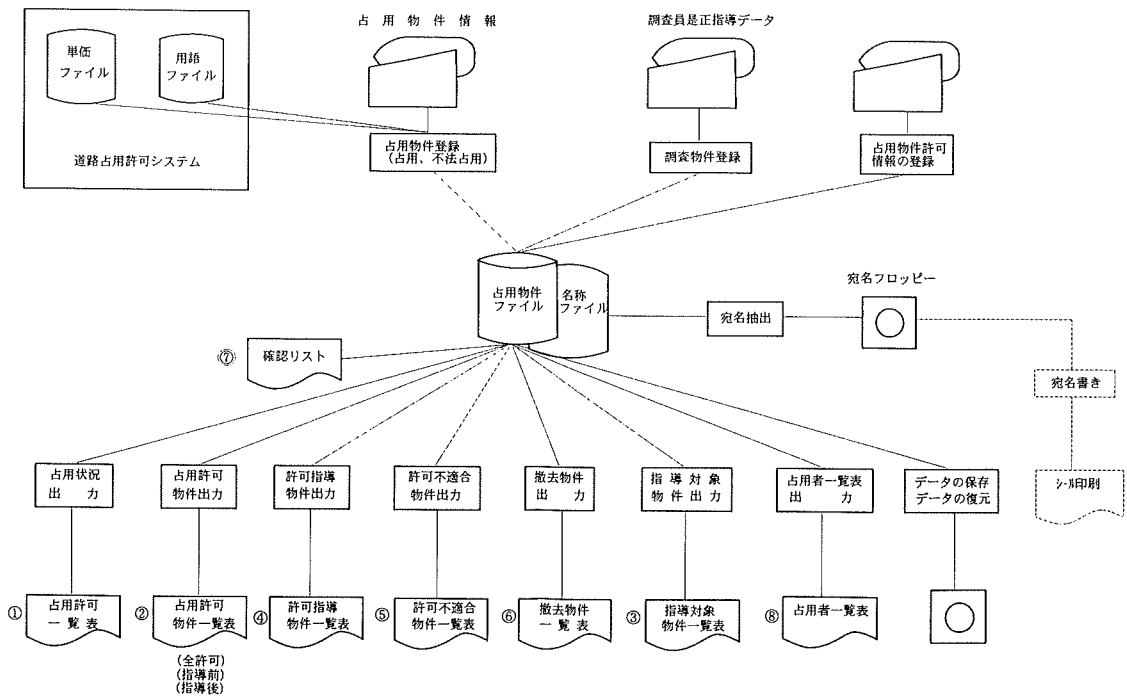 占用物件情報
調査員是正指導データ
単価
ファイル
用語
ファイル
道路占用許可システム
占用物件登録
(占用、不法占用)
調査物件登録
占用物件許可
情報の登録
占用物件
ファイル
名称
ファイル
宛名抽出
宛名フロッピー
宛名書き
シール印刷
⑦ 確認リスト
占用状況
出力
占用許可
物件出力
許可指導
物件出力
許可不適合
物件出力
撤去物件
出力
指導対象
物件出力
占用者一覧表
出力
データの保存
データの復元
① 占用許可
一覧表
② 占用許可
物件一覧表
(全許可)
(指導前)
(指導後)
④ 許可指導
物件一覧表
⑤ 許可不適合
物件一覧表
⑥ 撤去物件
一覧表
③ 指導対象
物件一覧表
⑧ 占用者一覧表